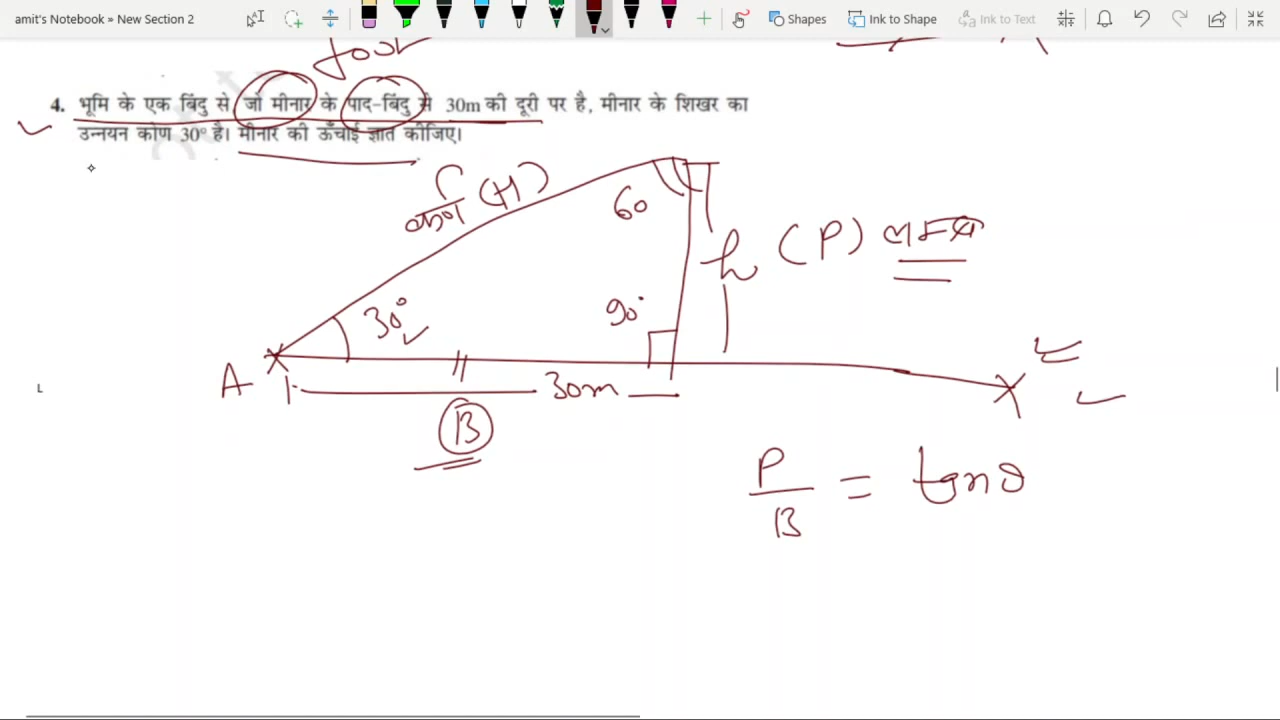 amit's Notebook » New Section 2
Shapes
Ink to Shape
Ink to Text
foot
4. भूमि के एक बिंदु से जो मीनार के पाद-बिंदु से 30m की दूरी पर है, मीनार के शिखर का
उन्नयन कोण 30° है। मीनार की ऊँचाई ज्ञात कीजिए।
कर्ण (H)
60
h (P) लम्ब
90°
30°
A
30m
B
P/B = tanθ